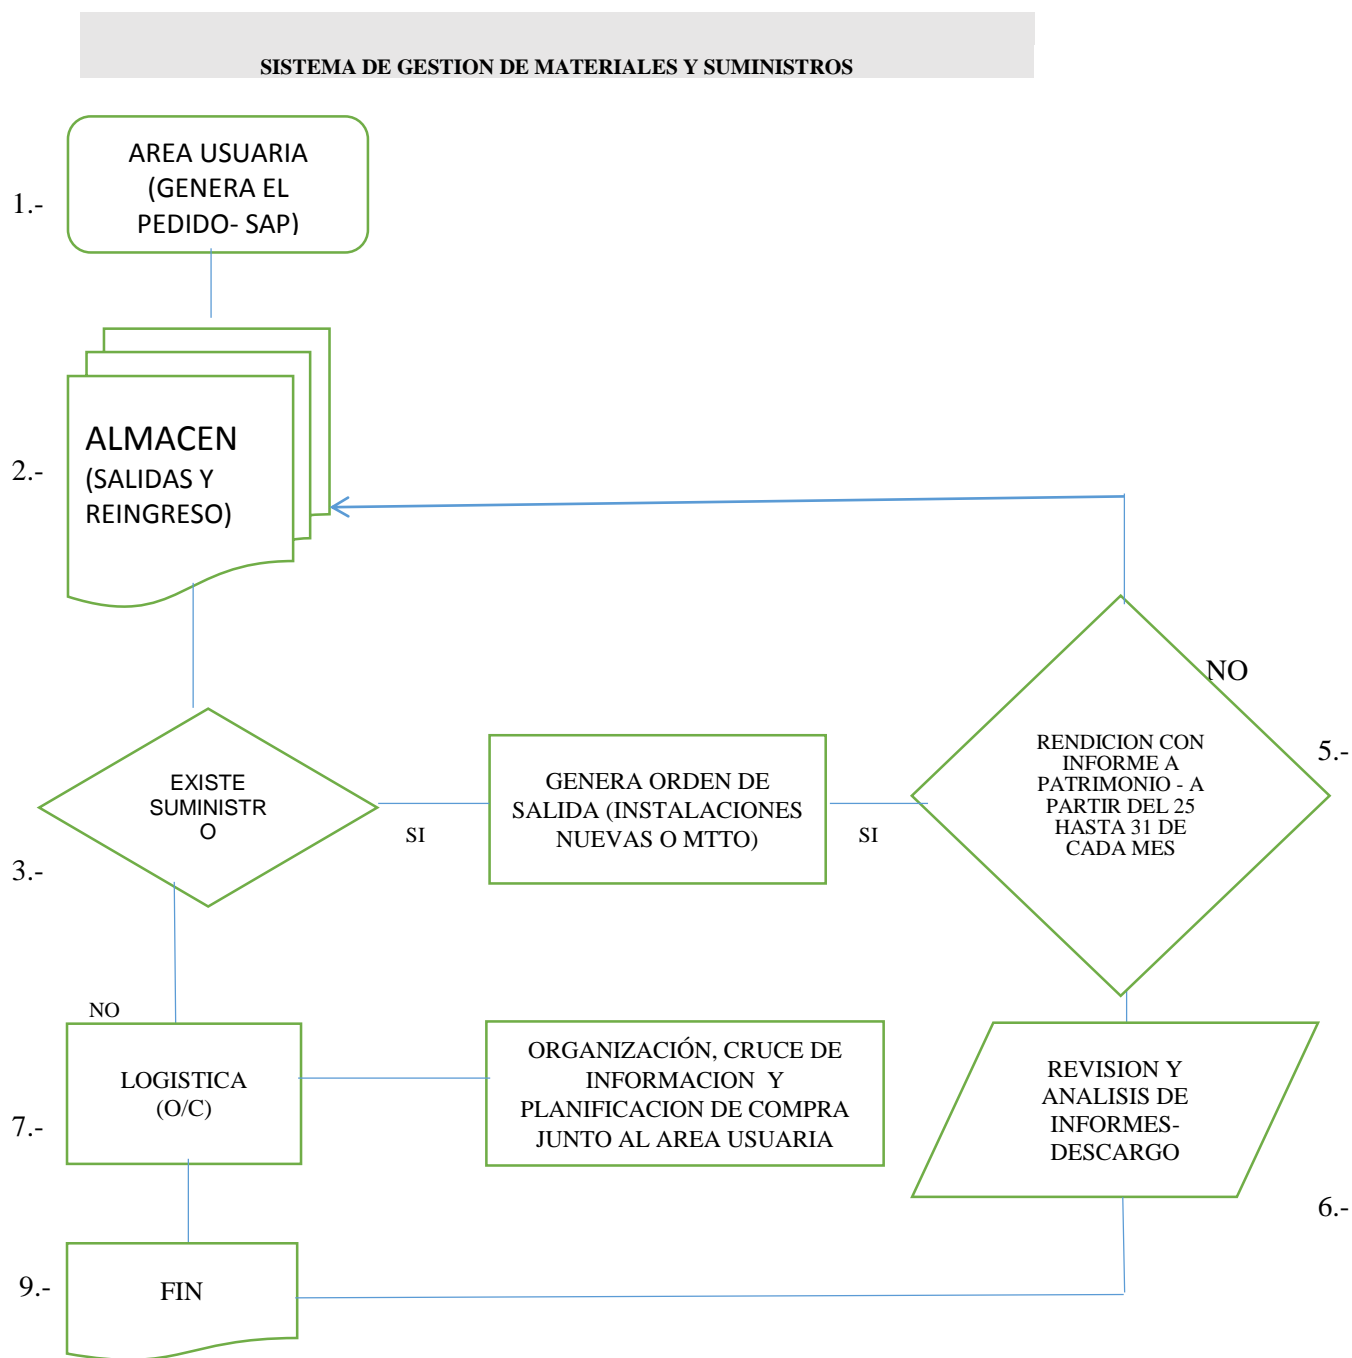 SISTEMA DE GESTION DE MATERIALES Y SUMINISTROS
1.-
AREA USUARIA
(GENERA EL
PEDIDO- SAP)
2.-
ALMACEN
(SALIDAS Y
REINGRESO)
3.-
EXISTE
SUMINISTR
O
SI
GENERA ORDEN DE
SALIDA (INSTALACIONES
NUEVAS O MTTO)
SI
NO
5.-
RENDICION CON
INFORME A
PATRIMONIO - A
PARTIR DEL 25
HASTA 31 DE
CADA MES
NO
7.-
LOGISTICA
(O/C)
ORGANIZACIÓN, CRUCE DE
INFORMACION Y
PLANIFICACION DE COMPRA
JUNTO AL AREA USUARIA
REVISION Y
ANALISIS DE
INFORMES-
DESCARGO
6.-
9.-
FIN